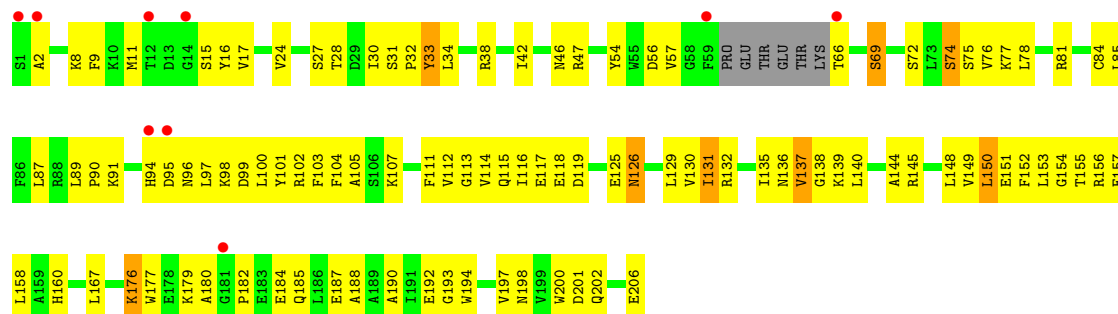 S1 A2 K8 F9 K10 M11 T12 D13 G14 S15 Y16 V17 V24 S27 T28 D29 I30 S31 P32 Y33 L34 R38 I42 N46 R47 Y54 W55 D56 V57 G58 F59 PRO GLU THR GLU THR LYS T66 S69 S72 L73 S74 S75 V76 K77 L78 R81 C84 L85
F86 L87 R88 L89 P90 K91 H94 D95 N96 L97 K98 D99 L100 Y101 R102 F103 F104 A105 S106 K107 F111 V112 G113 V114 Q115 I116 E117 E118 D119 E125 N126 L129 V130 I131 R132 I135 N136 V137 G138 K139 L140 A144 R145 L148 V149 L150 E151 F152 L153 G154 T155 R156 E157
L158 A159 H160 L167 K176 W177 E178 K179 A180 G181 P182 E183 E184 Q185 L186 E187 A188 A189 A190 I191 E192 G193 W194 V197 N198 V199 W200 D201 Q202 E206